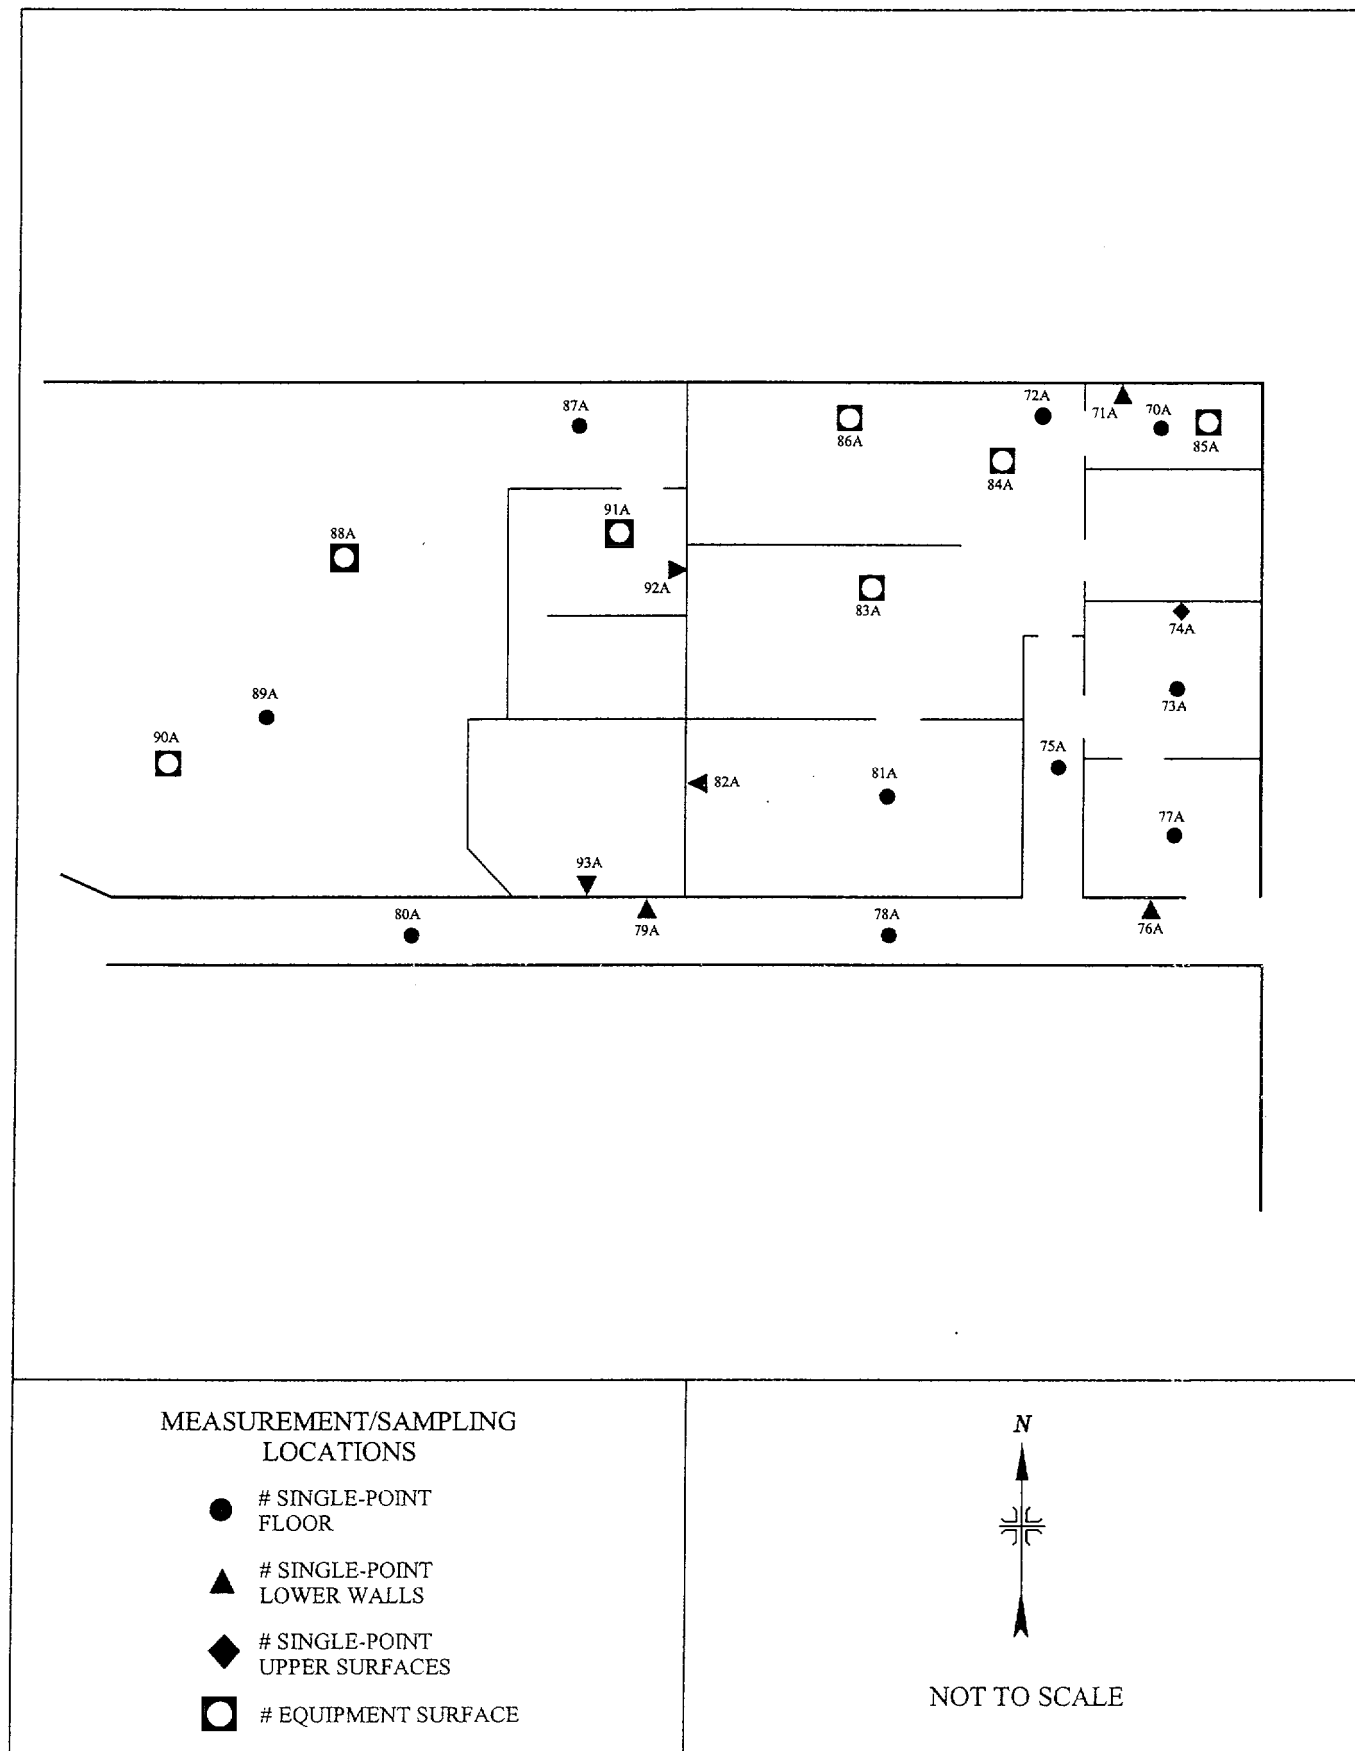 87A
72A
71A
70A
86A
85A
84A
91A
88A
92A
83A
74A
89A
73A
90A
75A
82A
81A
77A
93A
80A
79A
78A
76A
MEASUREMENT/SAMPLING
LOCATIONS
# SINGLE-POINT
FLOOR
# SINGLE-POINT
LOWER WALLS
# SINGLE-POINT
UPPER SURFACES
# EQUIPMENT SURFACE
N
NOT TO SCALE